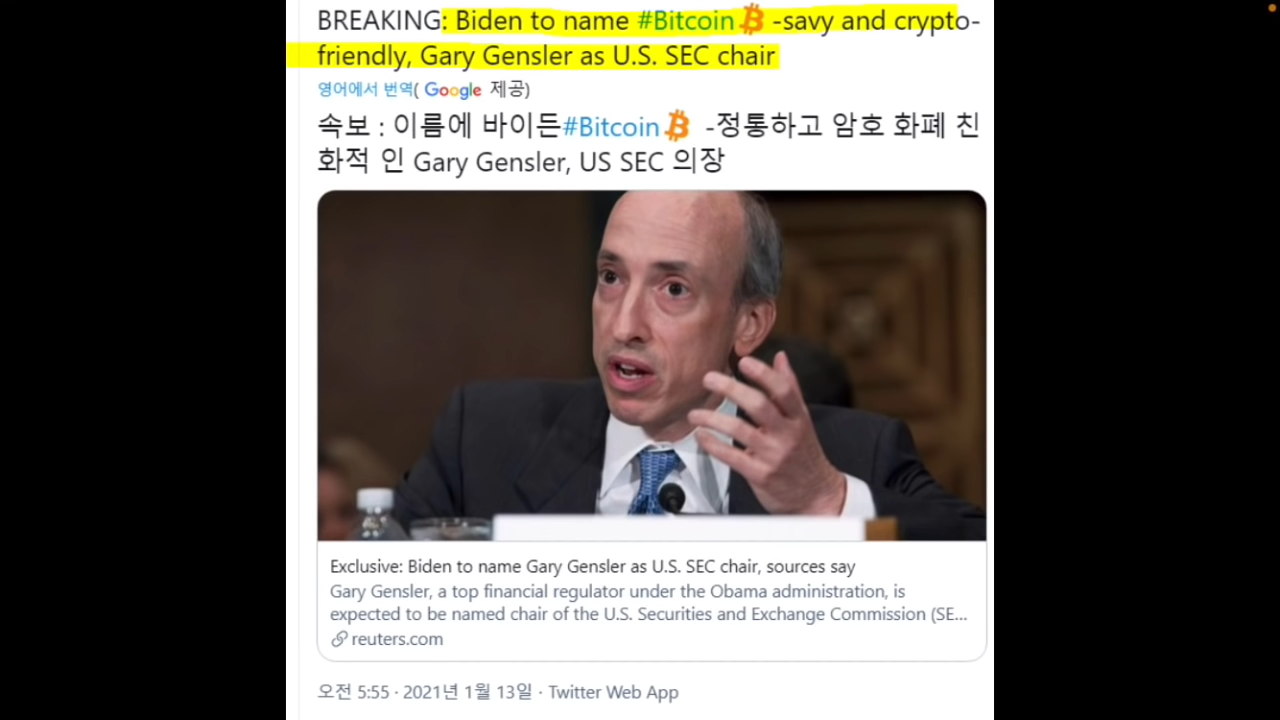 BREAKING: Biden to name #Bitcoin -savy and crypto-
friendly, Gary Gensler as U.S. SEC chair
영어에서 번역( Google 제공)
속보 : 이름에 바이든#Bitcoin -정통하고 암호 화폐 친
화적 인 Gary Gensler, US SEC 의장
Exclusive: Biden to name Gary Gensler as U.S. SEC chair, sources say
Gary Gensler, a top financial regulator under the Obama administration, is
expected to be named chair of the U.S. Securities and Exchange Commission (SE...
reuters.com
오전 5:55 · 2021년 1월 13일 · Twitter Web App